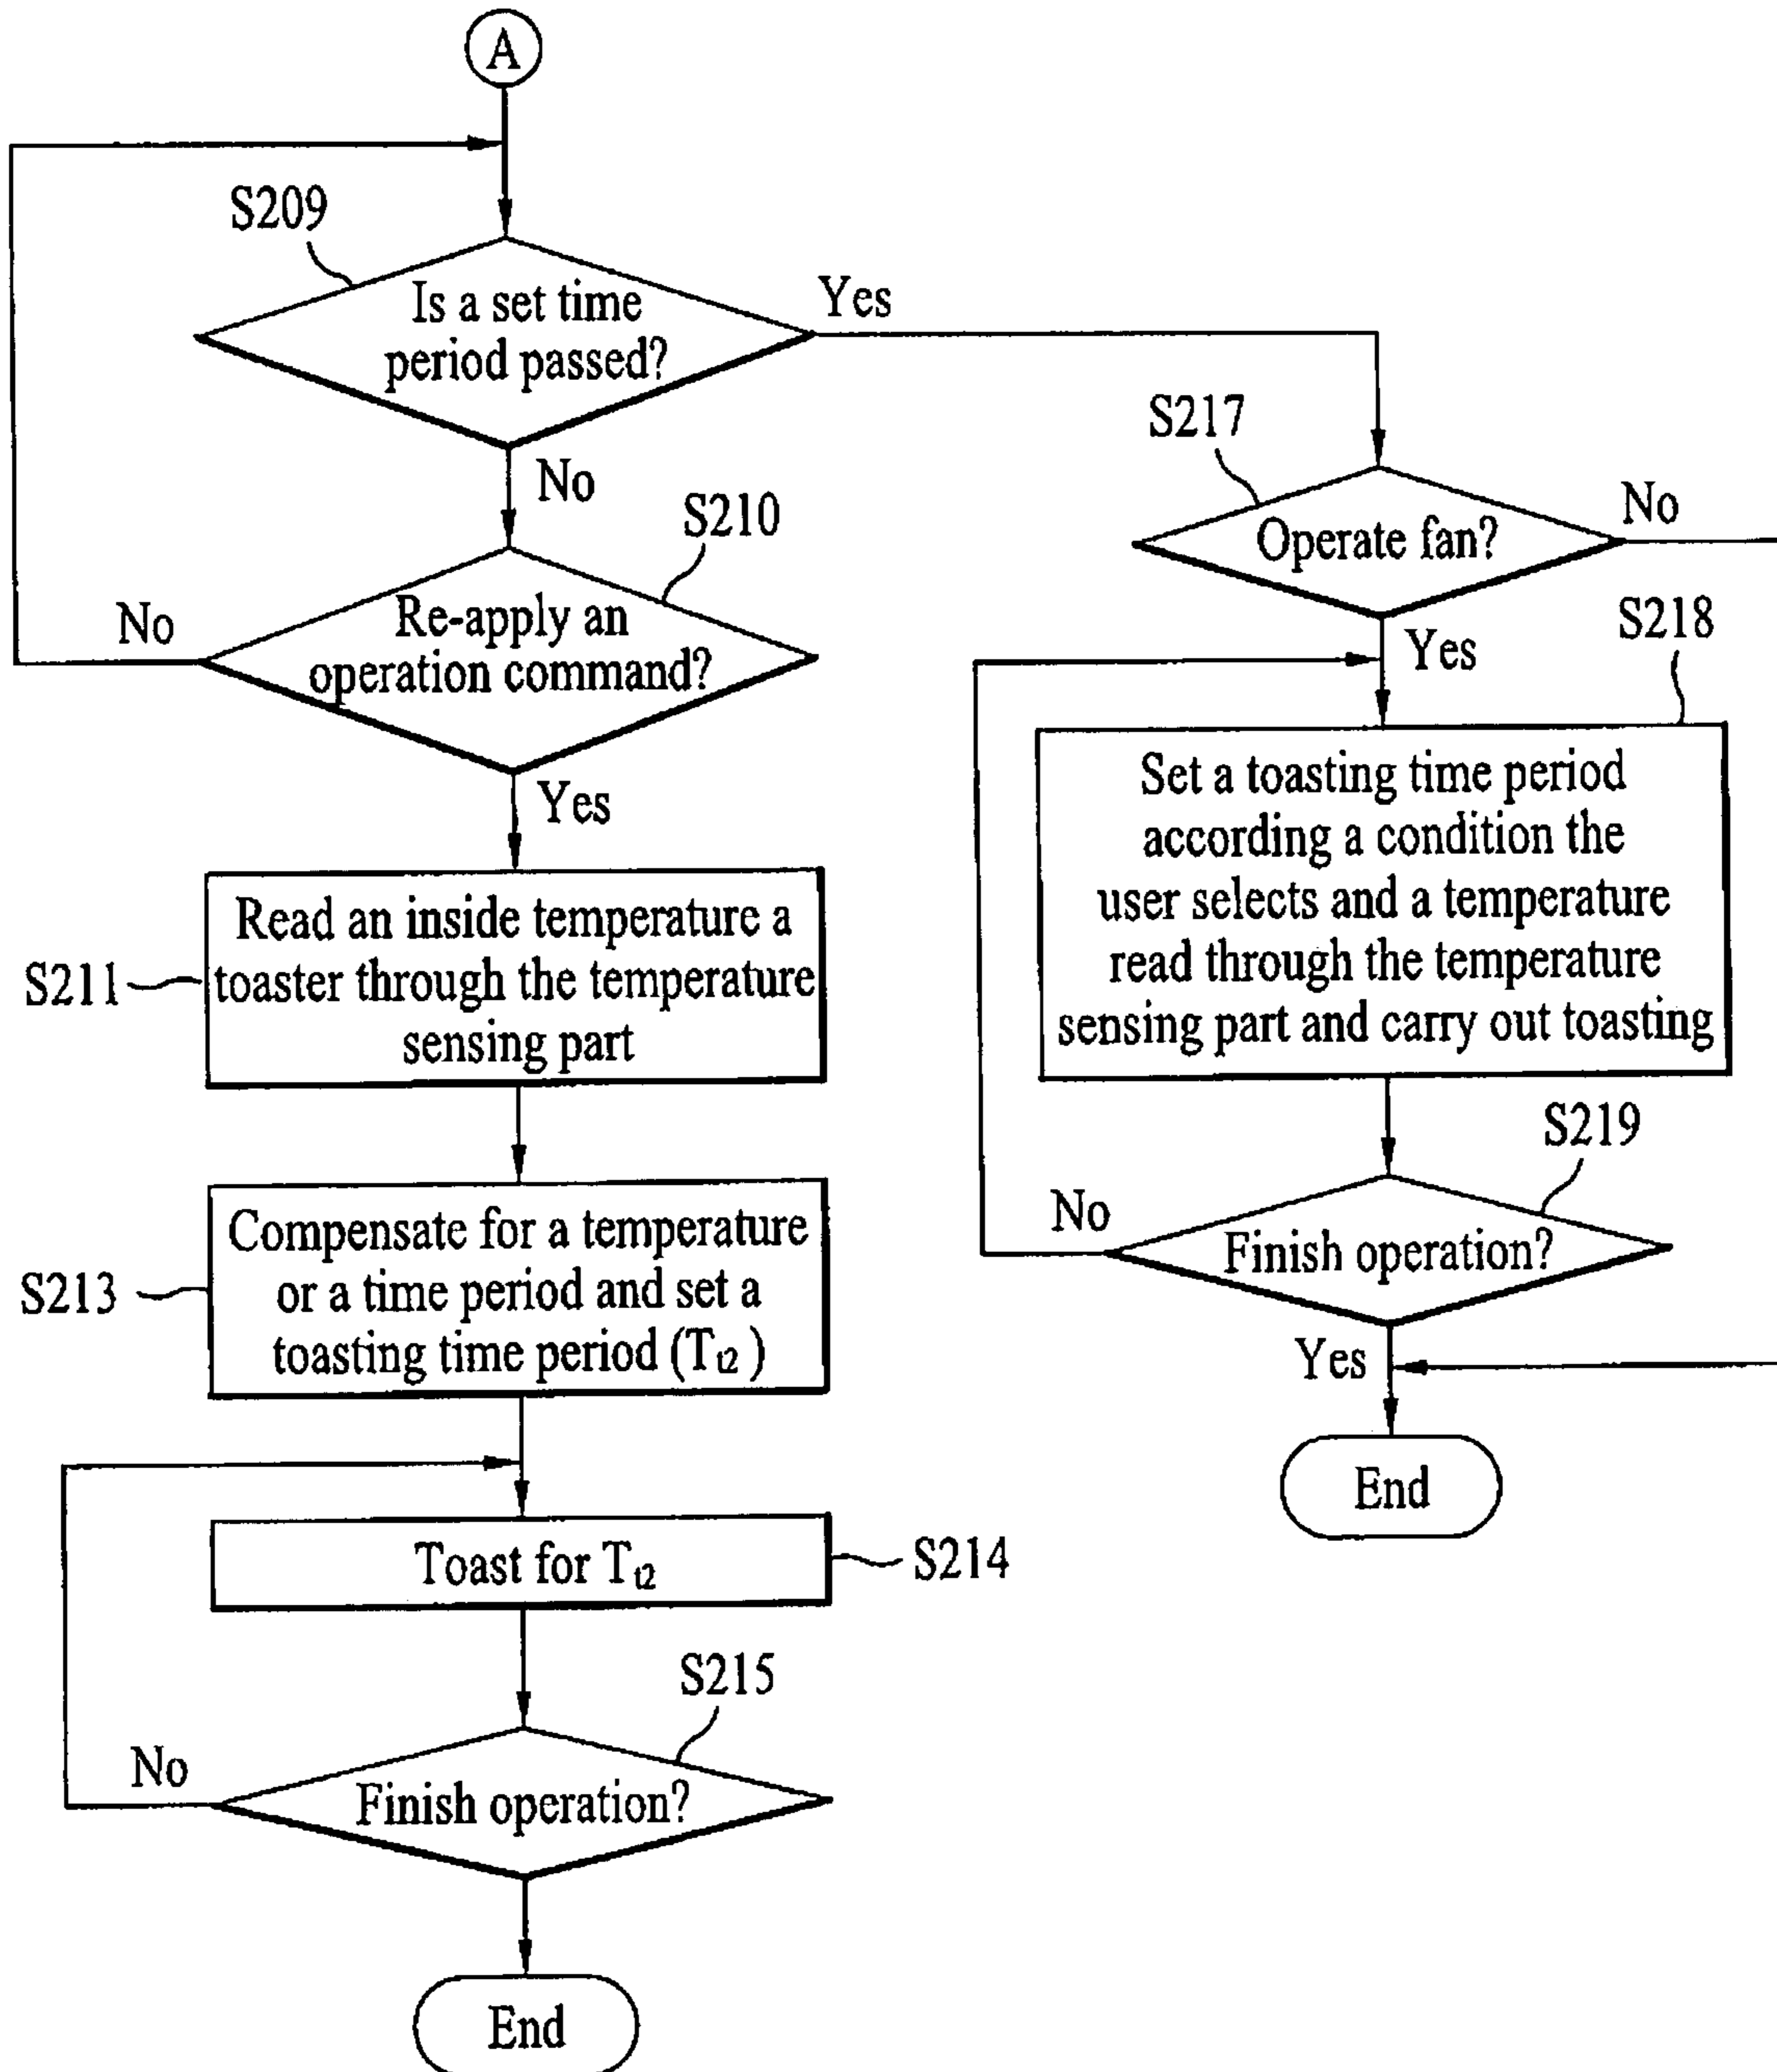 A
S209
Is a set time
period passed?
Yes
No
S210
Re-apply an
operation command?
No
Yes
S211
Read an inside temperature a
toaster through the temperature
sensing part
S213
Compensate for a temperature
or a time period and set a
toasting time period (Tt2)
Toast for Tt2
S214
S215
Finish operation?
No
End
S217
Operate fan?
No
Yes
S218
Set a toasting time period
according a condition the
user selects and a temperature
read through the temperature
sensing part and carry out toasting
S219
Finish operation?
No
Yes
End